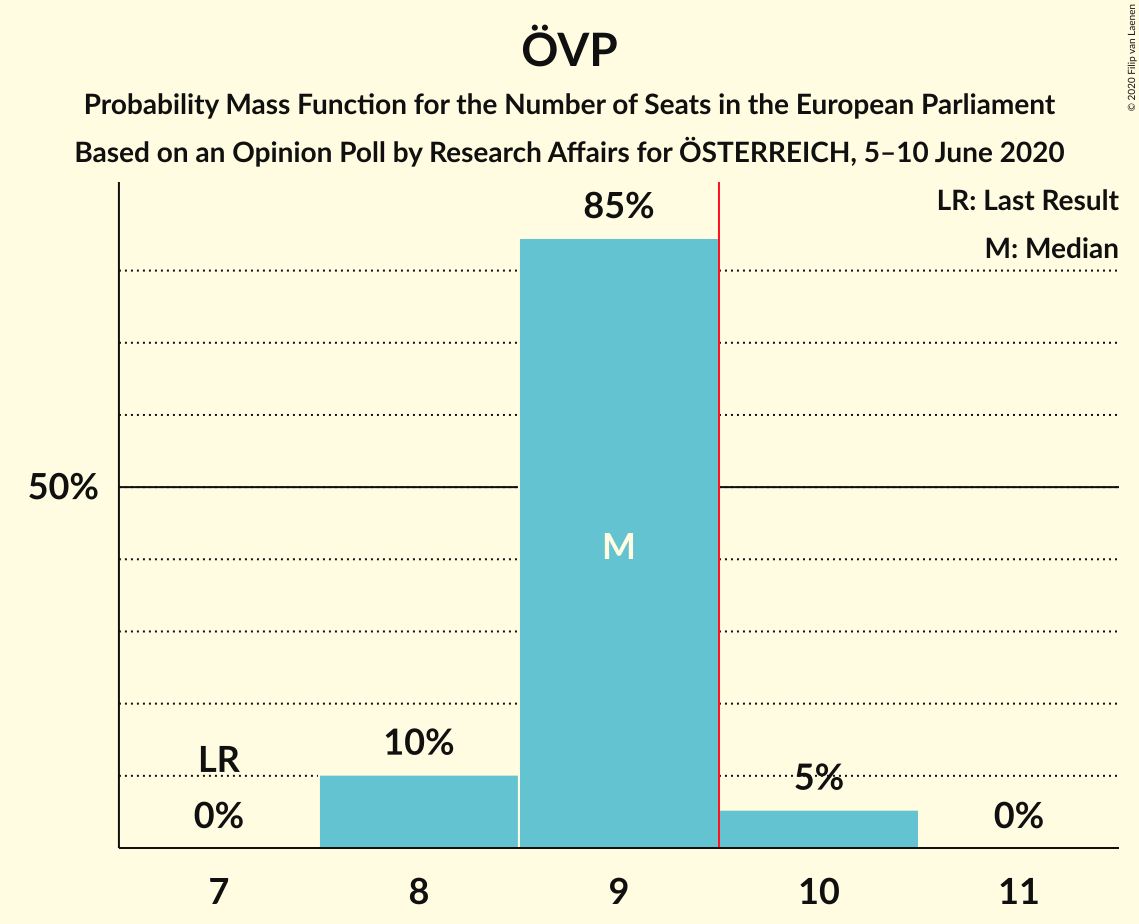 ÖVP
Probability Mass Function for the Number of Seats in the European Parliament
Based on an Opinion Poll by Research Affairs for ÖSTERREICH, 5–10 June 2020
© 2020 Filip van Laenen
LR: Last Result
M: Median
85%
50%
M
10%
LR
5%
0%
0%
7
8
9
10
11